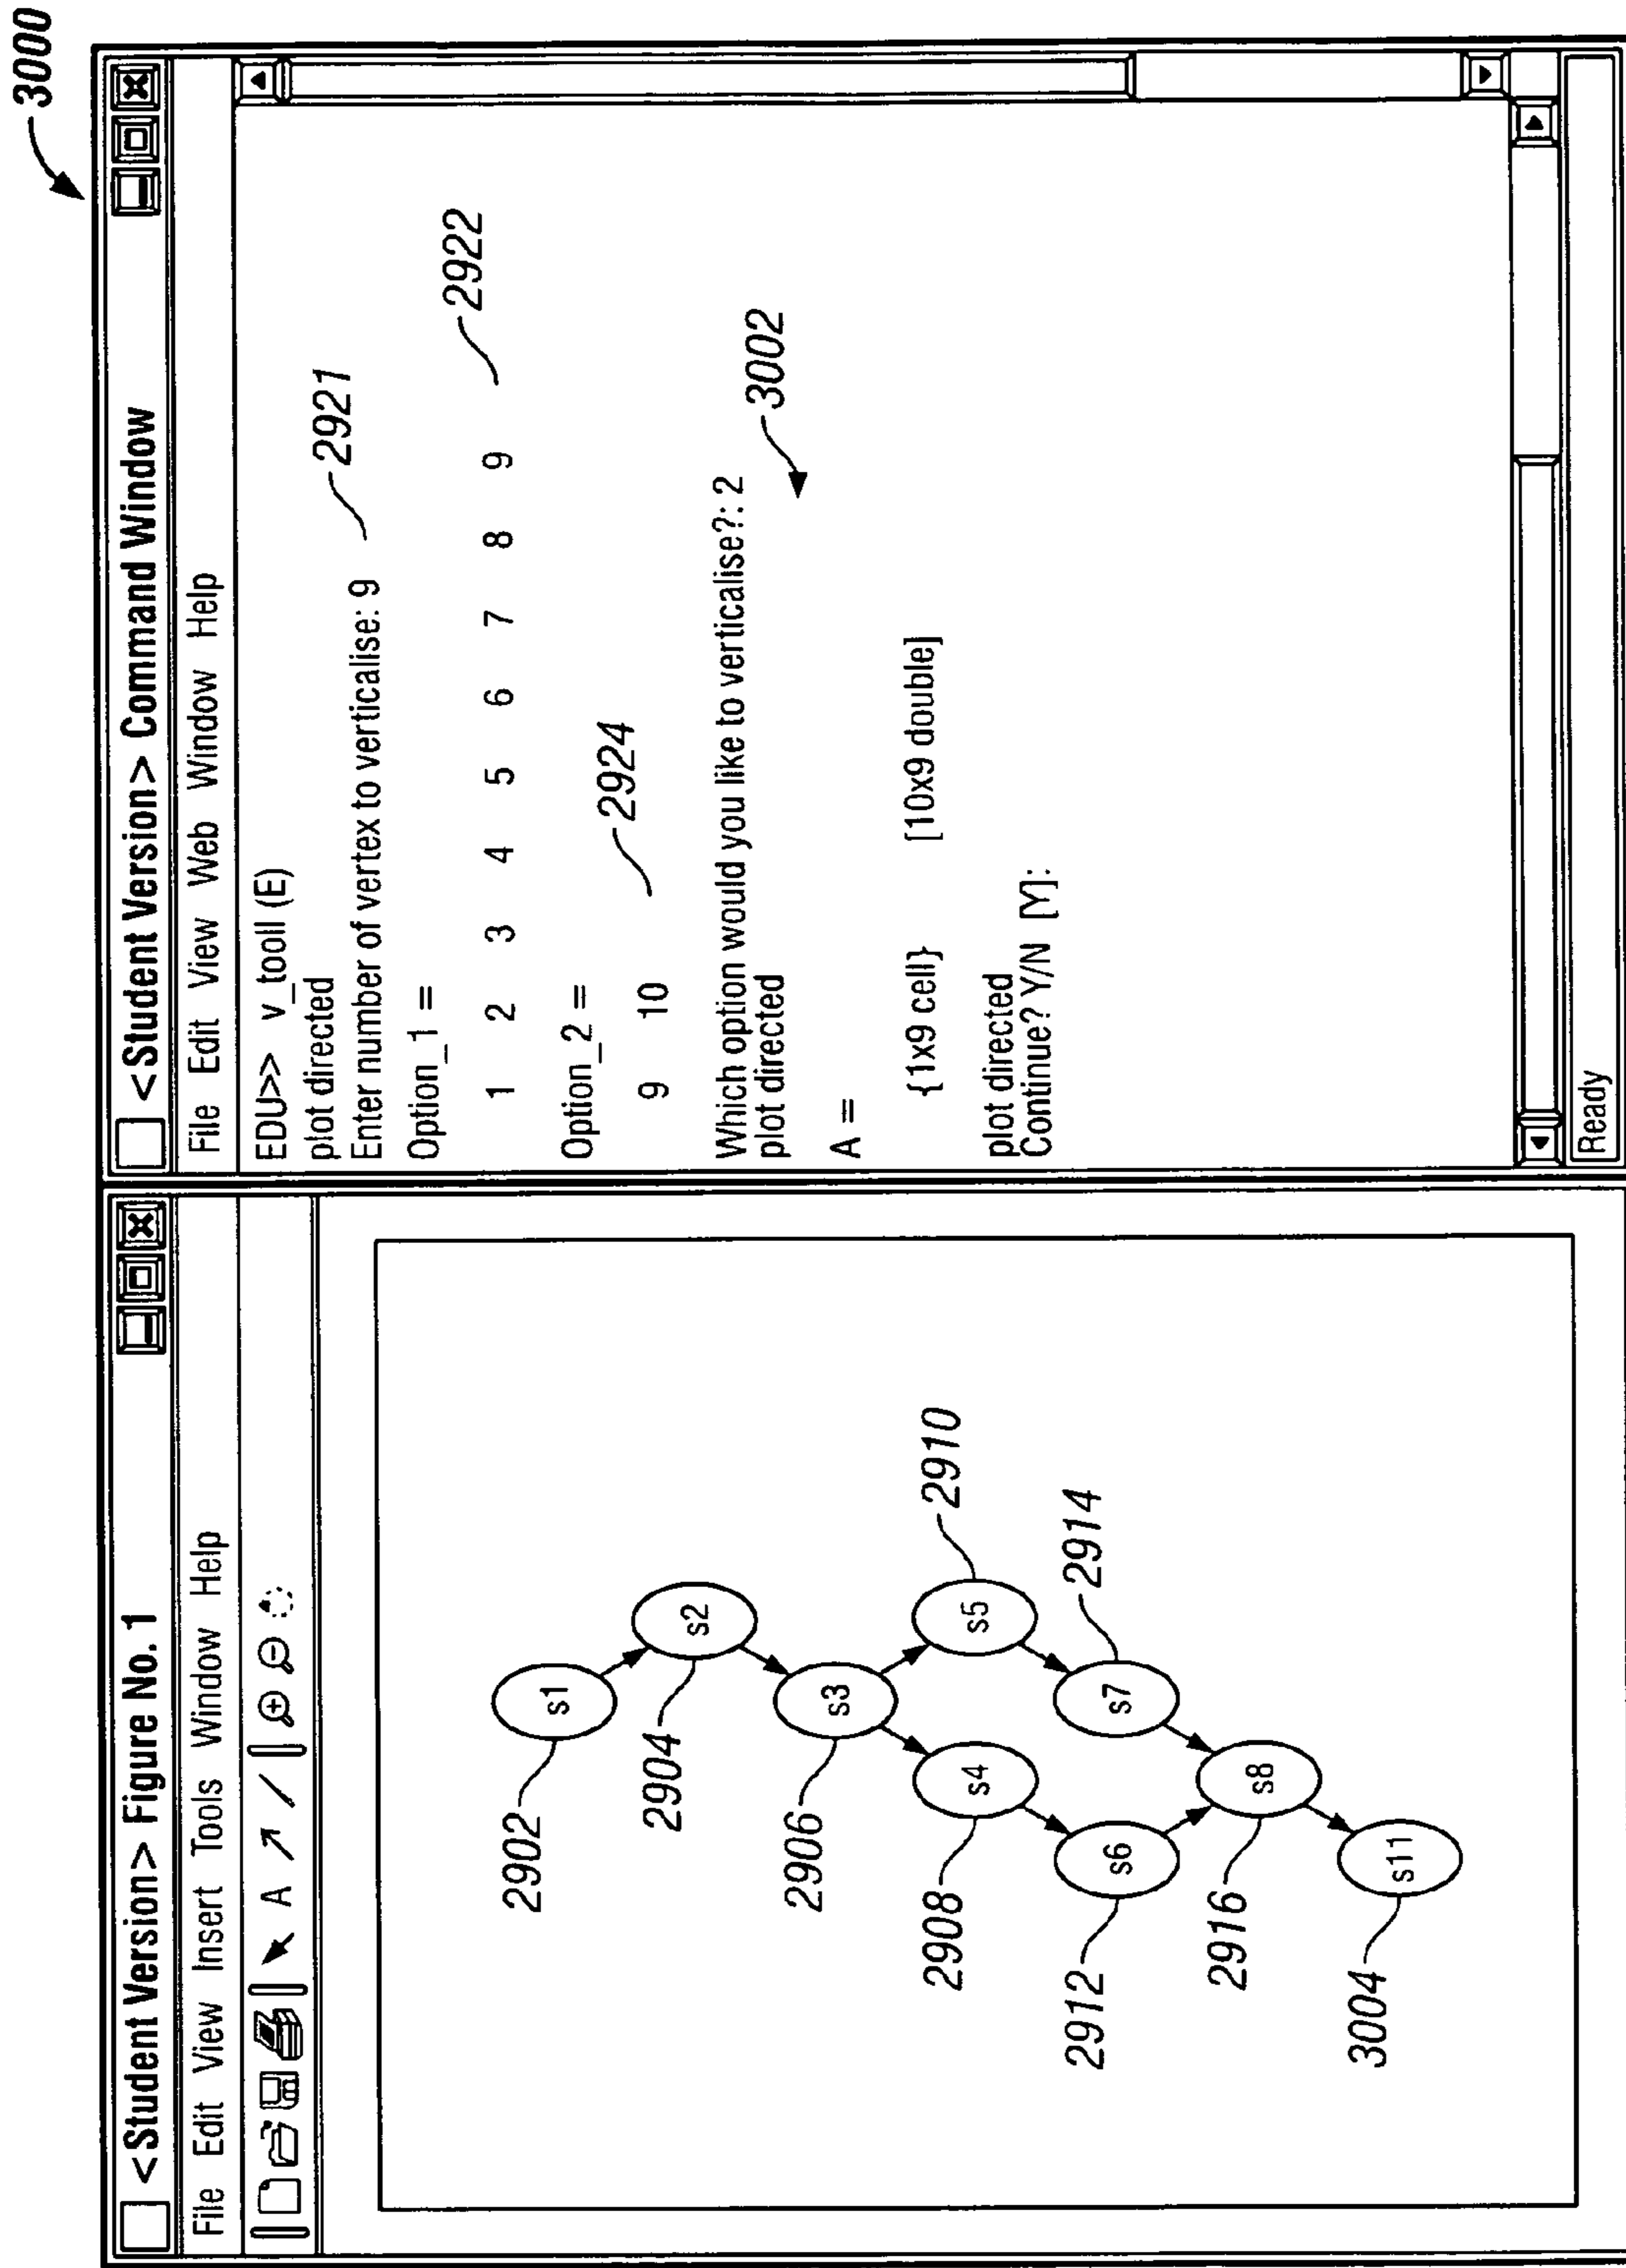 3000
<Student Version> Figure No. 1
File Edit View Insert Tools Window Help
A
2902
s1
2904
s2
2906
s3
2908
s4
s5
2910
2912
s6
s7
2914
2916
s8
3004
s11
<Student Version> Command Window
File Edit View Web Window Help
EDU>> v_tooll (E)
plot directed
Enter number of vertex to verticalise: 9
2921
Option_1 =
1 2 3 4 5 6 7 8 9
2922
Option_2 =
9 10
2924
Which option would you like to verticalise?: 2
plot directed
3002
A =
{1x9 cell} [10x9 double]
plot directed
Continue? Y/N [Y]:
Ready